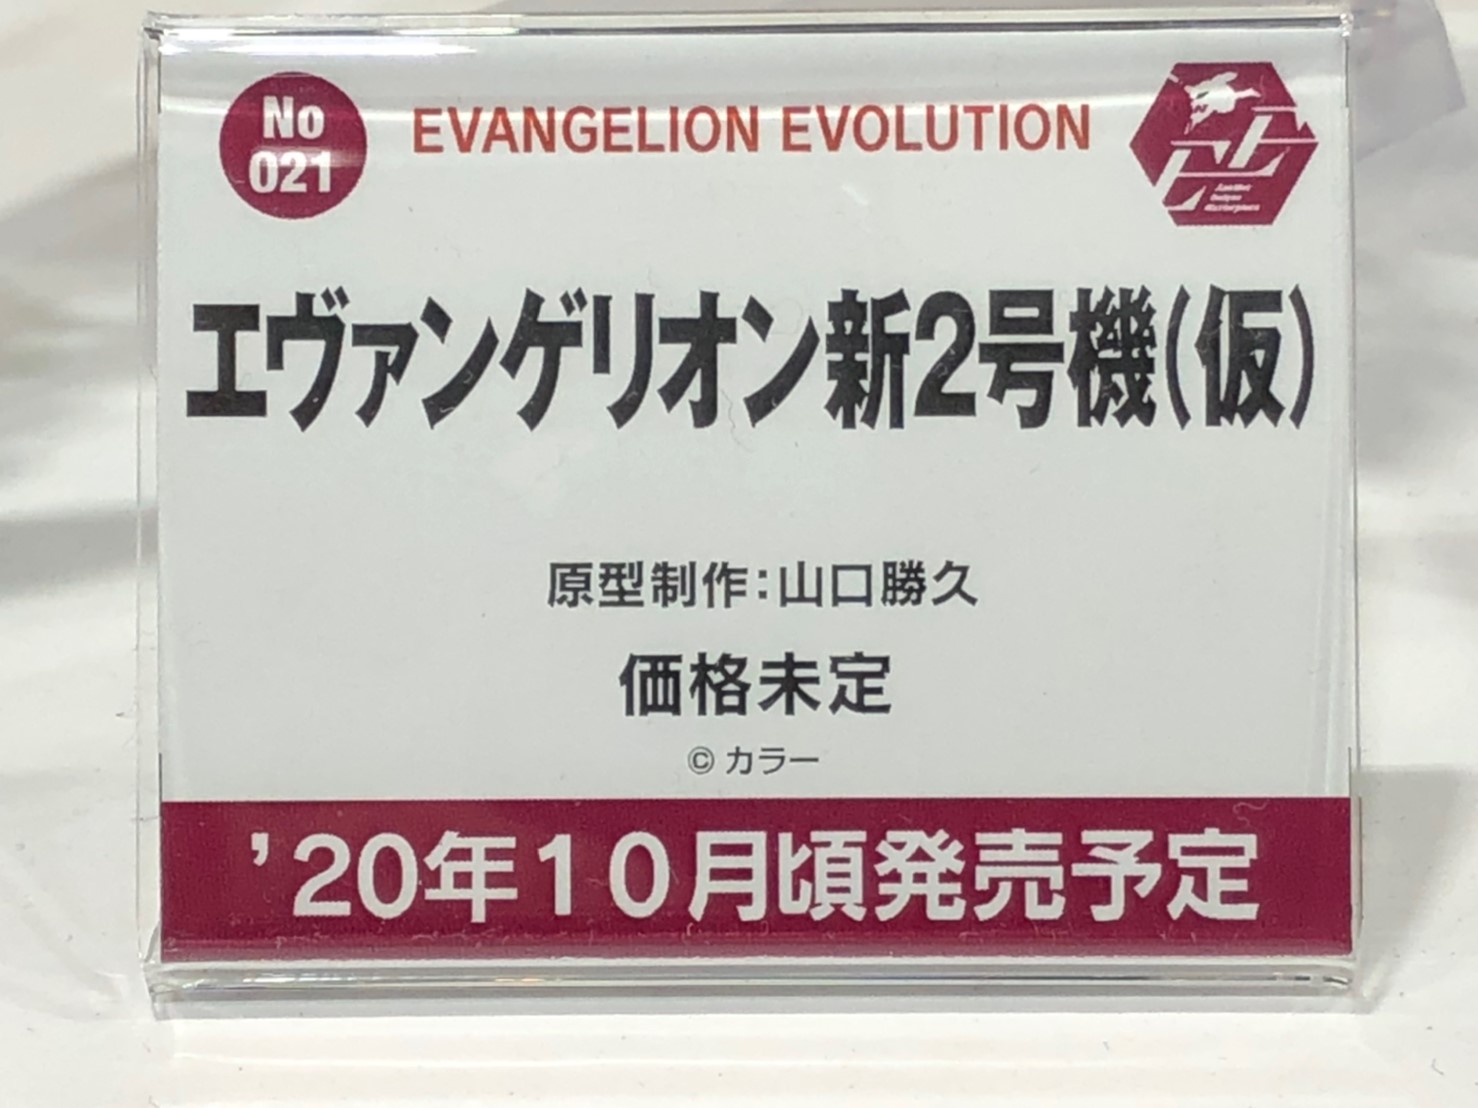 No
021
EVANGELION EVOLUTION
エヴァンゲリオン新2号機(仮)
原型制作:山口勝久
価格未定
© カラー
’20年10月頃発売予定